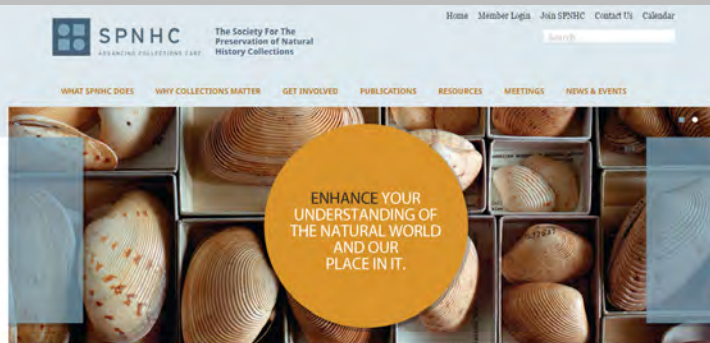 Home Member Login Join SPNHC Contact Us Calendar
SPNHC
ADVANCING COLLECTIONS CARE
The Society For The
Preservation of Natural
History Collections
Search
WHAT SPNHC DOES WHY COLLECTIONS MATTER GET INVOLVED PUBLICATIONS RESOURCES MEETINGS NEWS & EVENTS
ENHANCE YOUR
UNDERSTANDING OF
THE NATURAL WORLD
AND OUR
PLACE IN IT.